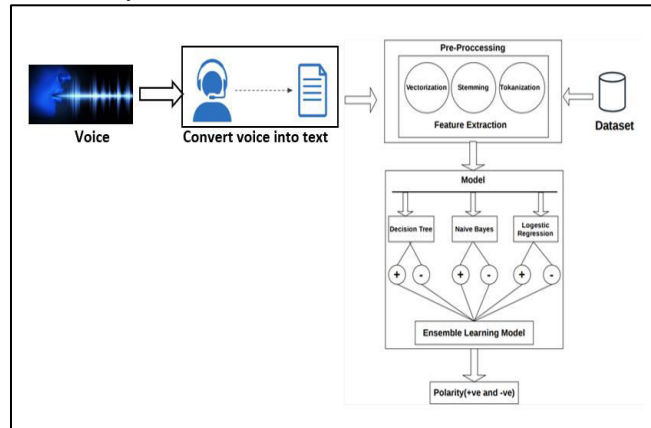 Pre-Proccessing
Vectorization
Stemming
Tokanization
Feature Extraction
Voice
Convert voice into text
Dataset
Model
Decision Tree
Naive Bayes
Logestic
Regression
+ - + - + -
Ensemble Learning Model
Polarity(+ve and -ve)